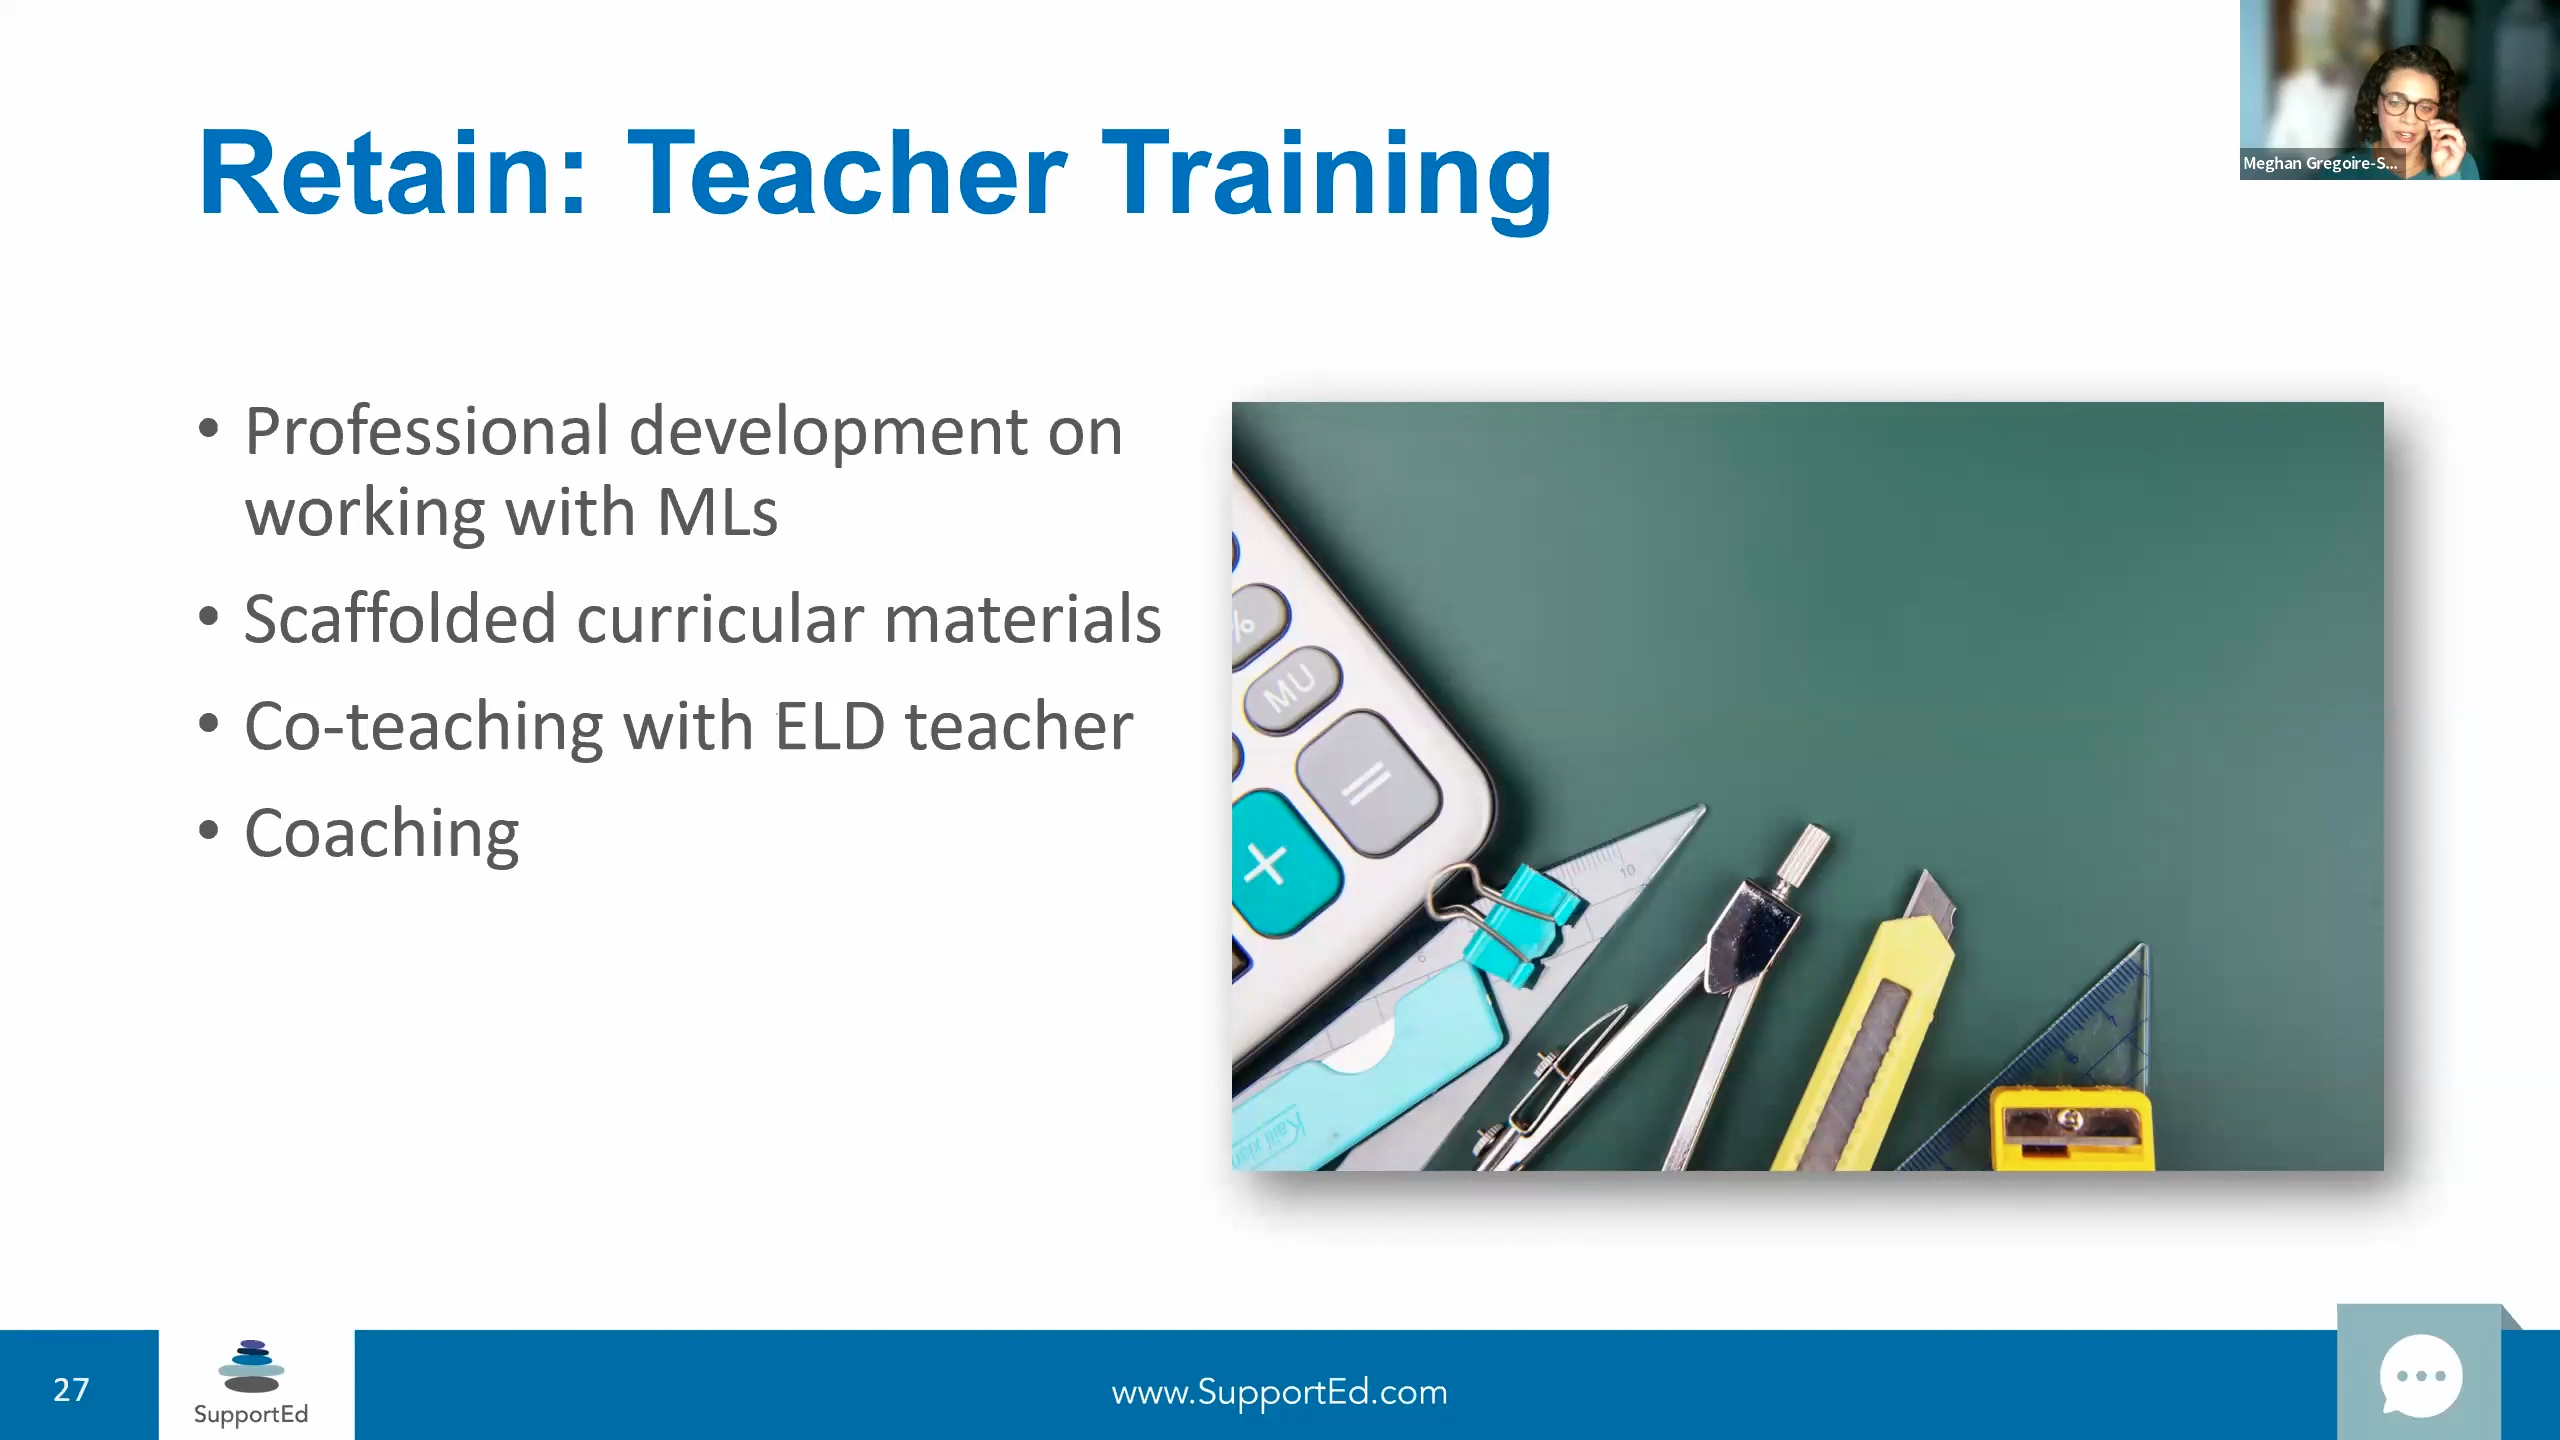 Meghan Gregoire-S...
Retain: Teacher Training
• Professional development on
working with MLs
• Scaffolded curricular materials
• Co-teaching with ELD teacher
• Coaching
%
MU
=
+
10
27
SupportEd
www.SupportEd.com